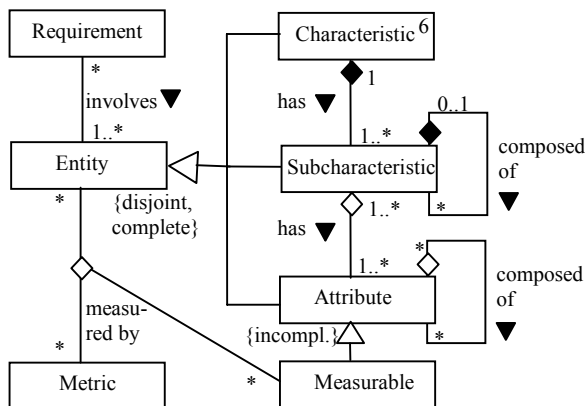 Requirement
Characteristic 6
*
1
involves
has
0..1
1..*
1..*
Entity
Subcharacteristic
composed
of
*
{disjoint,
complete}
1..*
*
has
1..*
*
Attribute
composed
of
measu-
red by
{incompl.}
*
*
*
Metric
Measurable